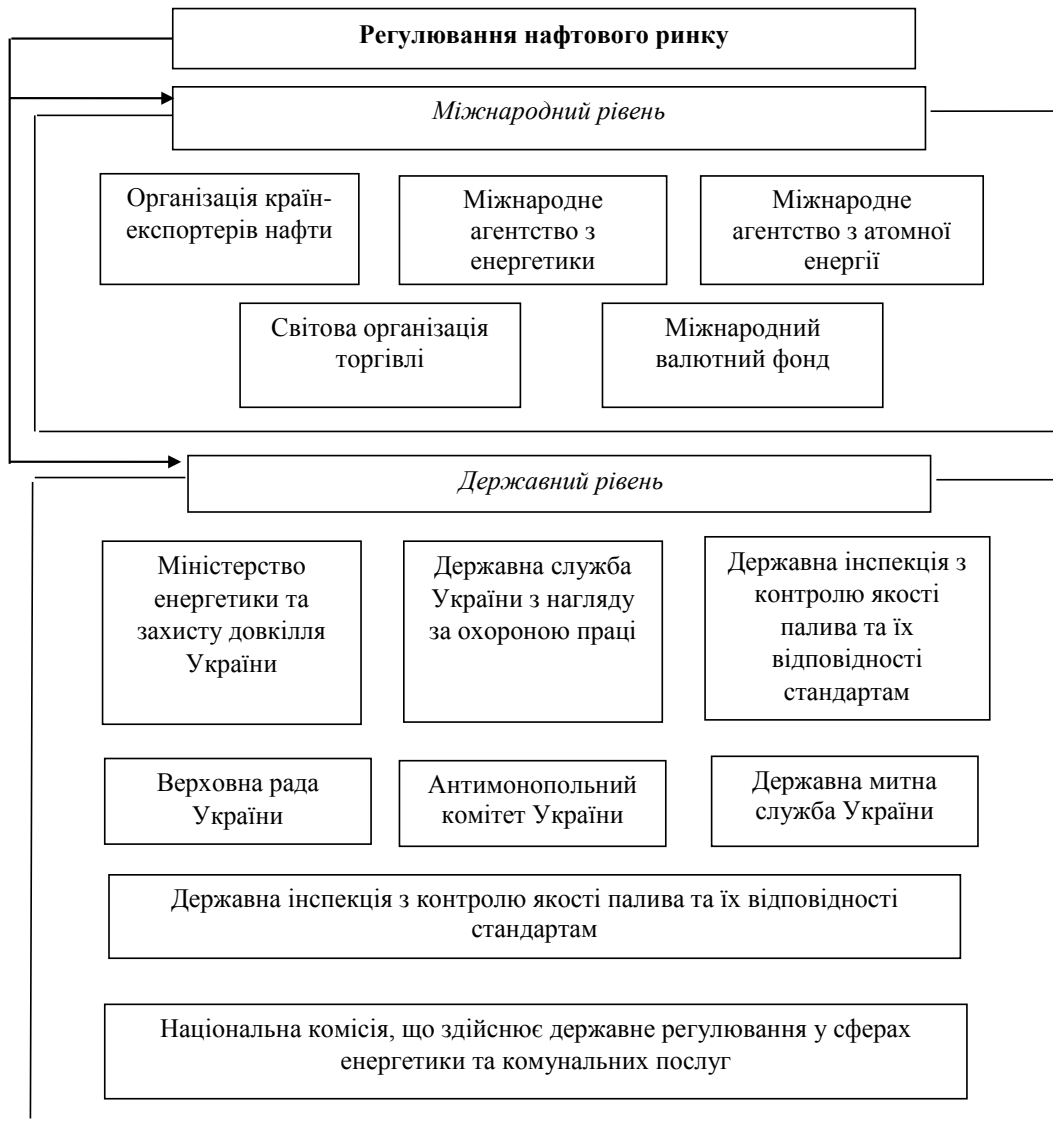 Регулювання нафтового ринку
Міжнародний рівень
Організація країн-
експортерів нафти
Міжнародне
агентство з
енергетики
Міжнародне
агентство з атомної
енергії
Світова організація
торгівлі
Міжнародний
валютний фонд
Державний рівень
Міністерство
енергетики та
захисту довкілля
України
Державна служба
України з нагляду
за охороною праці
Державна інспекція з
контролю якості
палива та їх
відповідності
стандартам
Верховна рада
України
Антимонопольний
комітет України
Державна митна
служба України
Державна інспекція з контролю якості палива та їх відповідності
стандартам
Національна комісія, що здійснює державне регулювання у сферах
енергетики та комунальних послуг